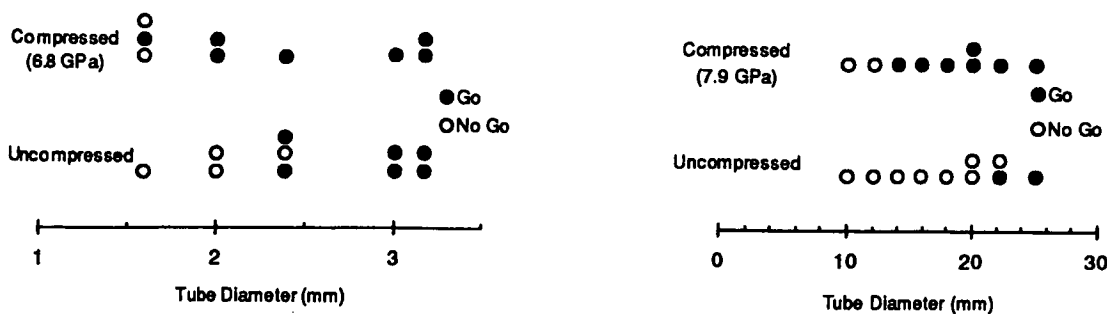 Compressed
(6.8 GPa)
Go
No Go
Uncompressed
1 2 3
Tube Diameter (mm)
Compressed
(7.9 GPa)
Go
No Go
Uncompressed
0 10 20 30
Tube Diameter (mm)